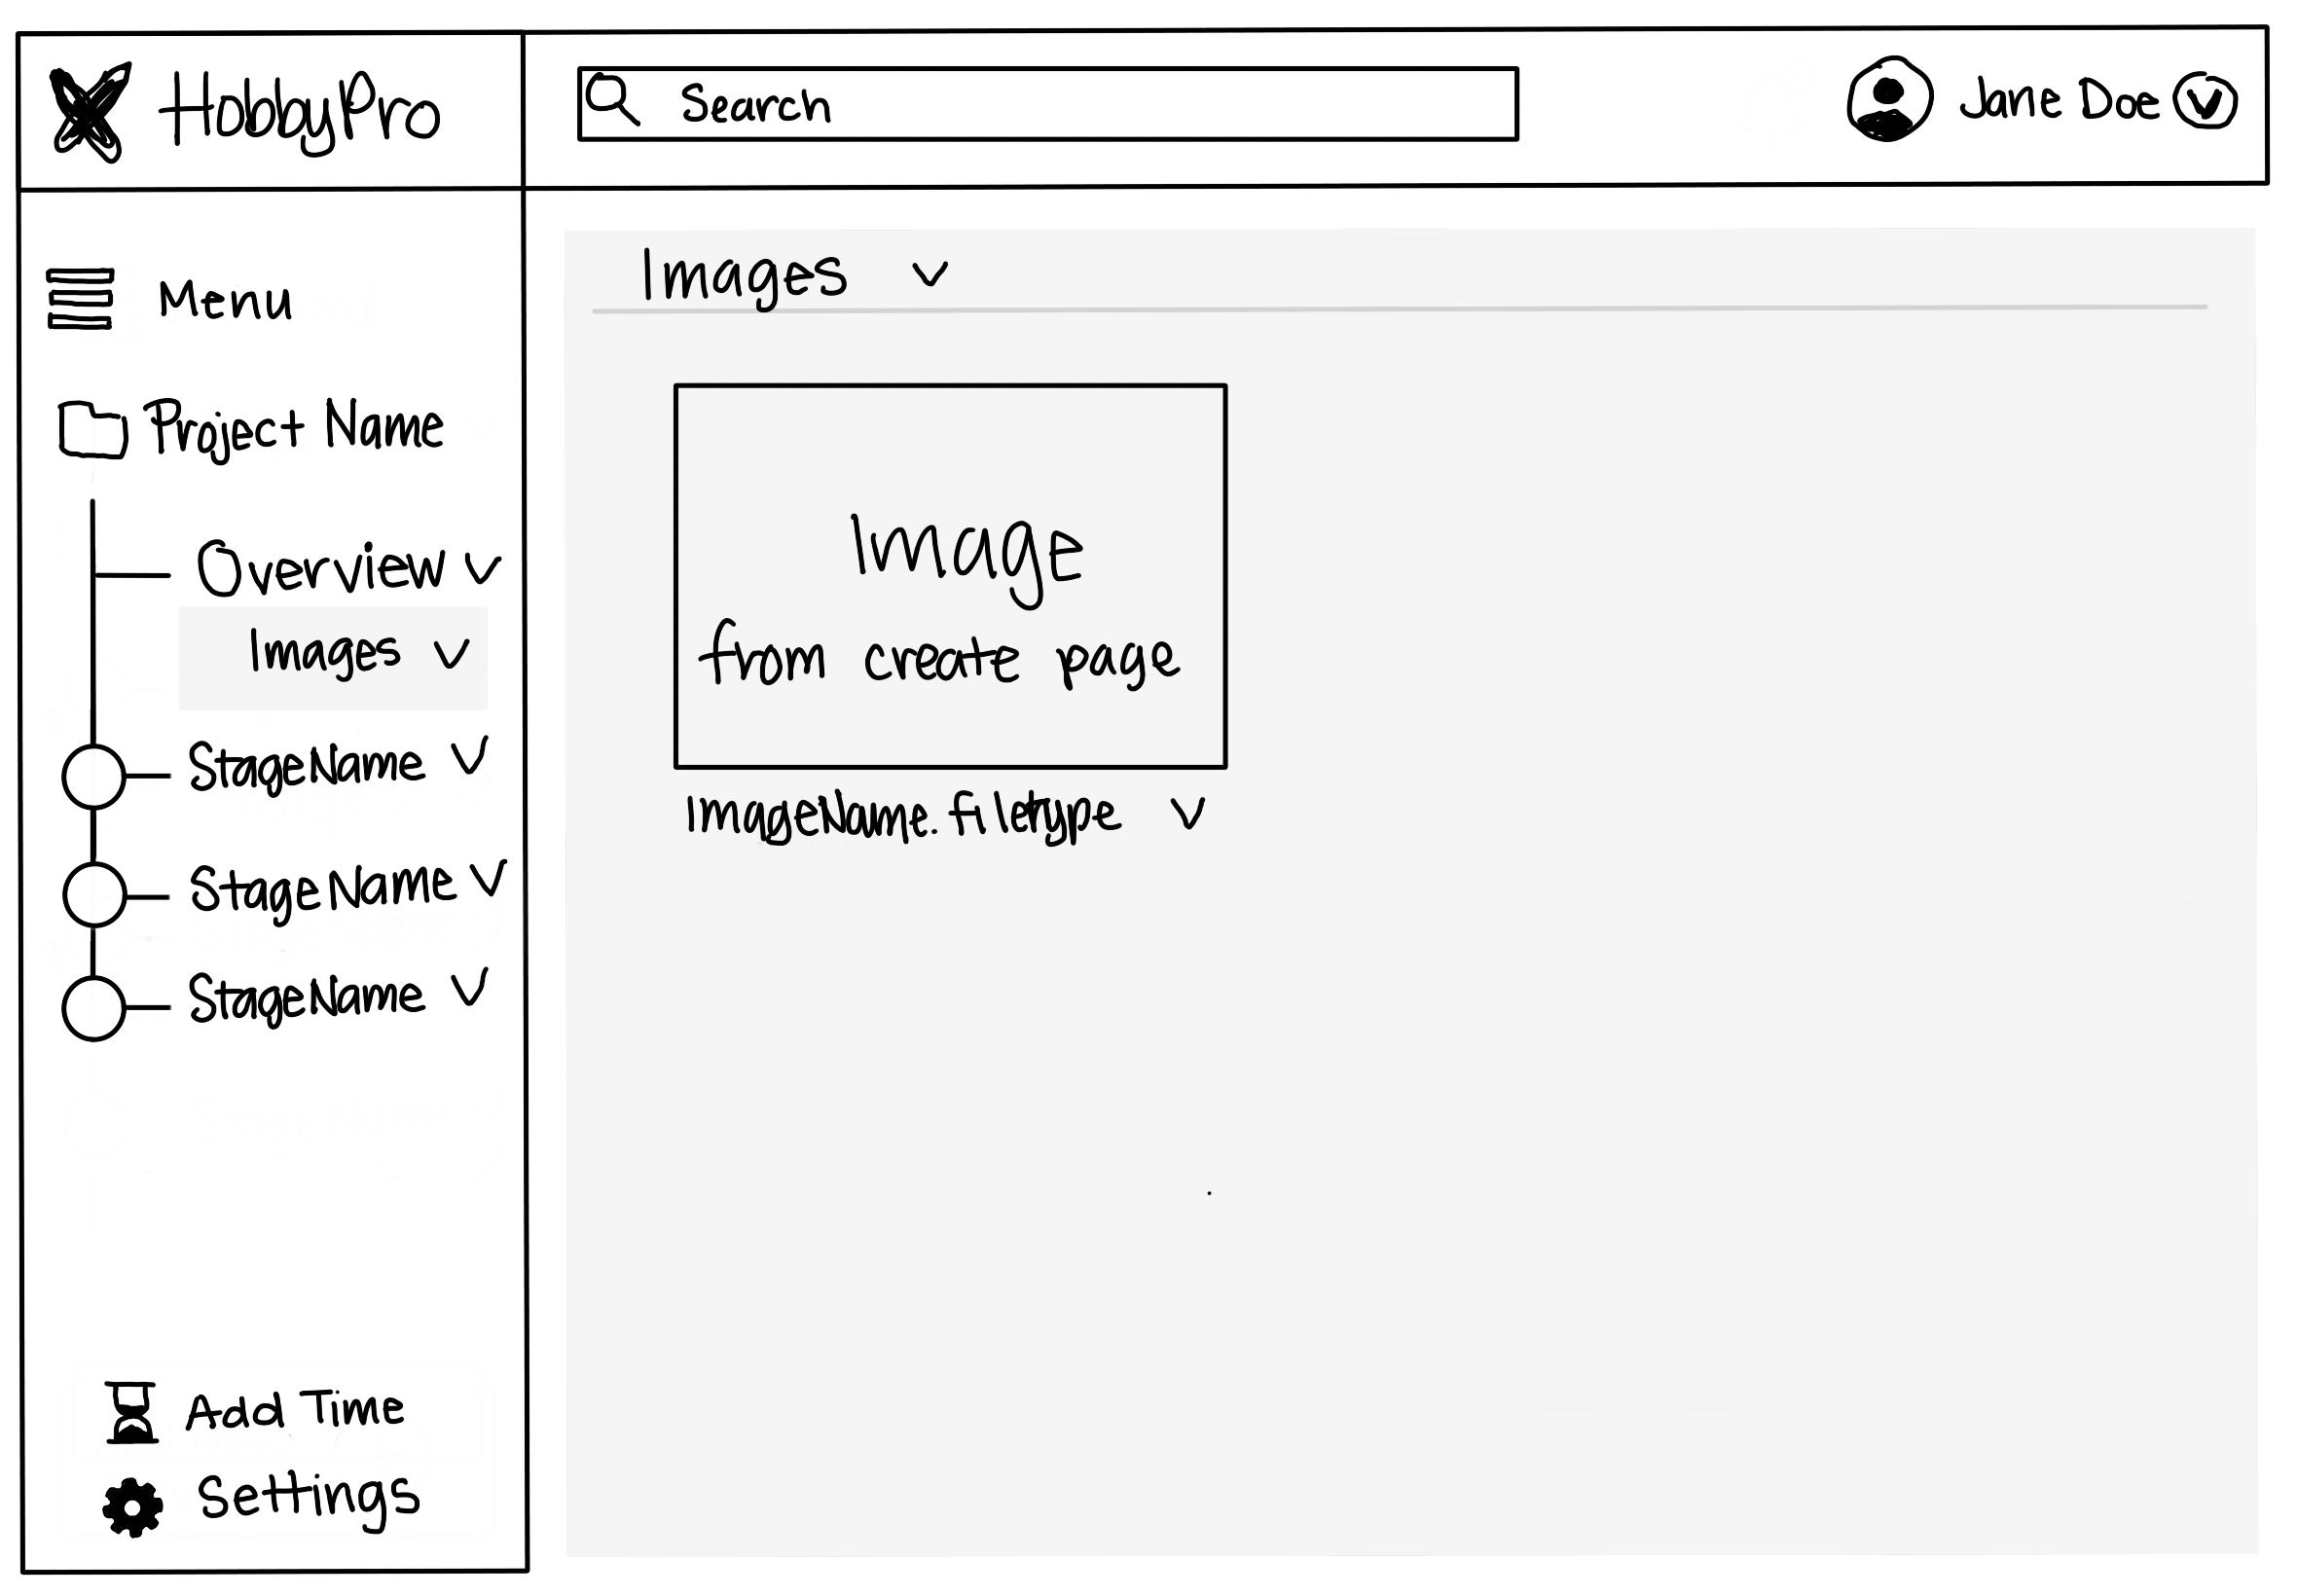 HobbyPro
Search
Jane Doe
Menu
Project Name
Overview
Images
StageName
StageName
StageName
Add Time
Settings
Images
Image
from create page
ImageName.filetype